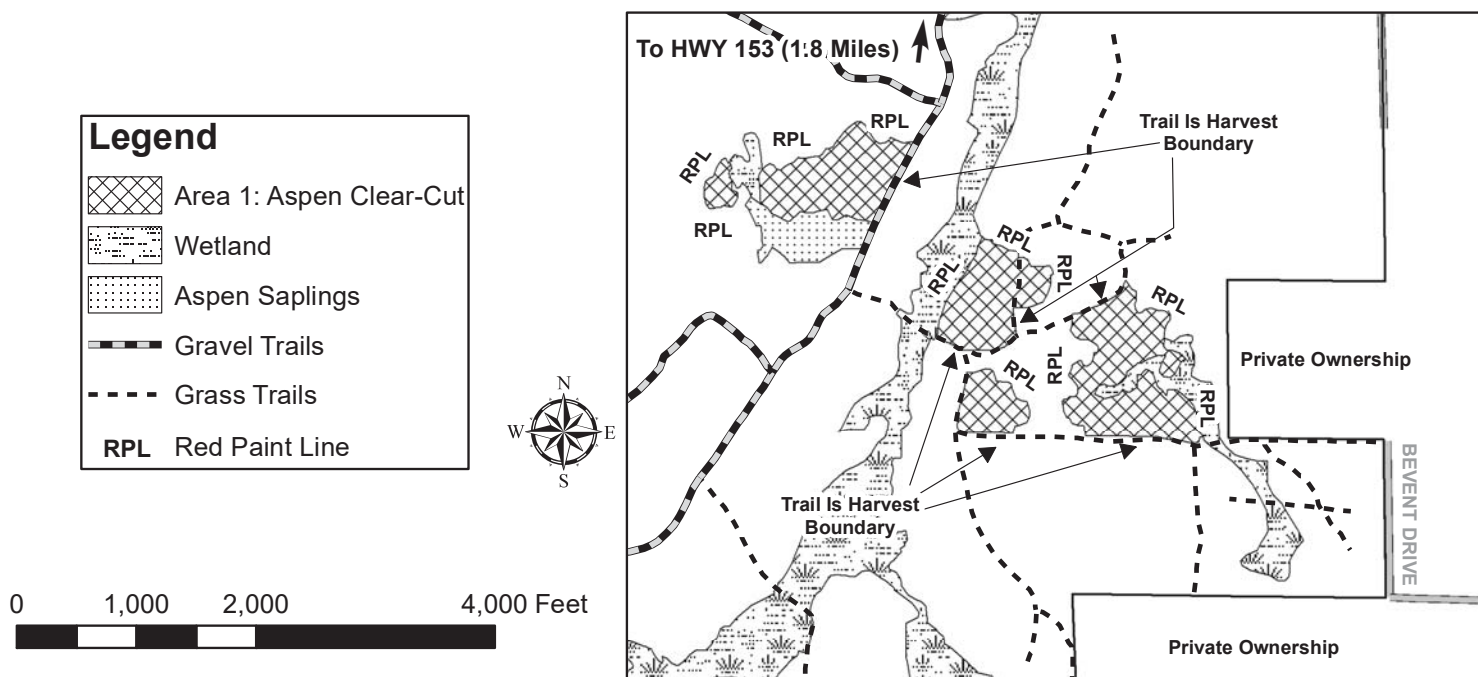 Legend
Area 1: Aspen Clear-Cut
Wetland
Aspen Saplings
Gravel Trails
Grass Trails
RPL Red Paint Line
N
W E
S
0 1,000 2,000 4,000 Feet
To HWY 153 (1.8 Miles)
Trail Is Harvest
Boundary
RPL
RPL
RPL
RPL
RPL
RPL
RPL
RPL
RPL
RPL
RPL
Private Ownership
RPL
Trail Is Harvest
Boundary
BEVENT DRIVE
Private Ownership